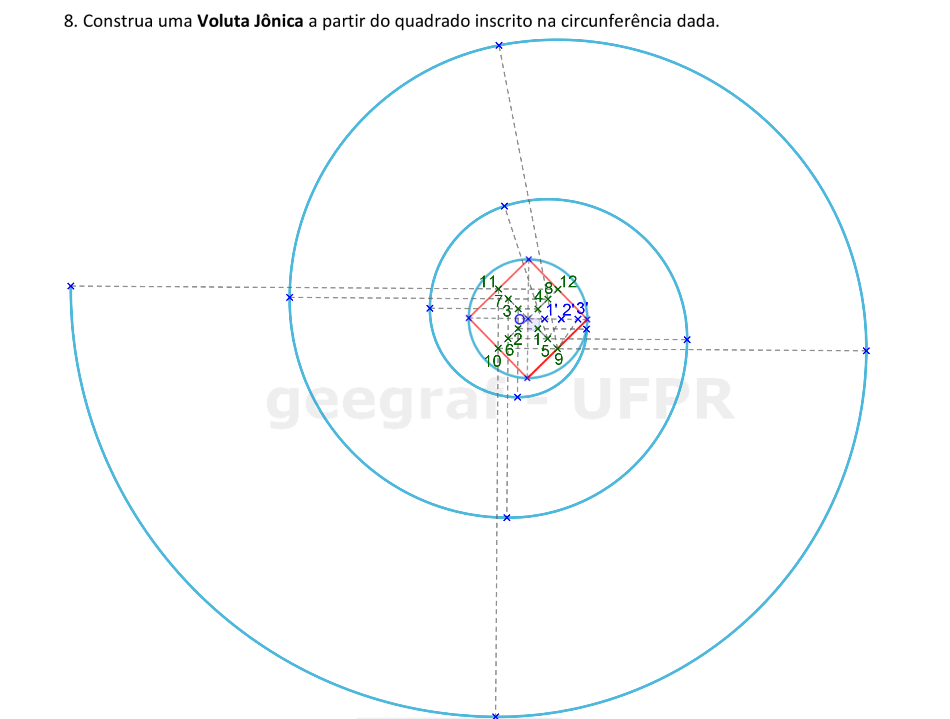 8. Construa uma Voluta Jônica a partir do quadrado inscrito na circunferência dada.
11 12
7 8
3 4
O 1' 2' 3'
2 1
6 5
10 9
geegraf - UFPR